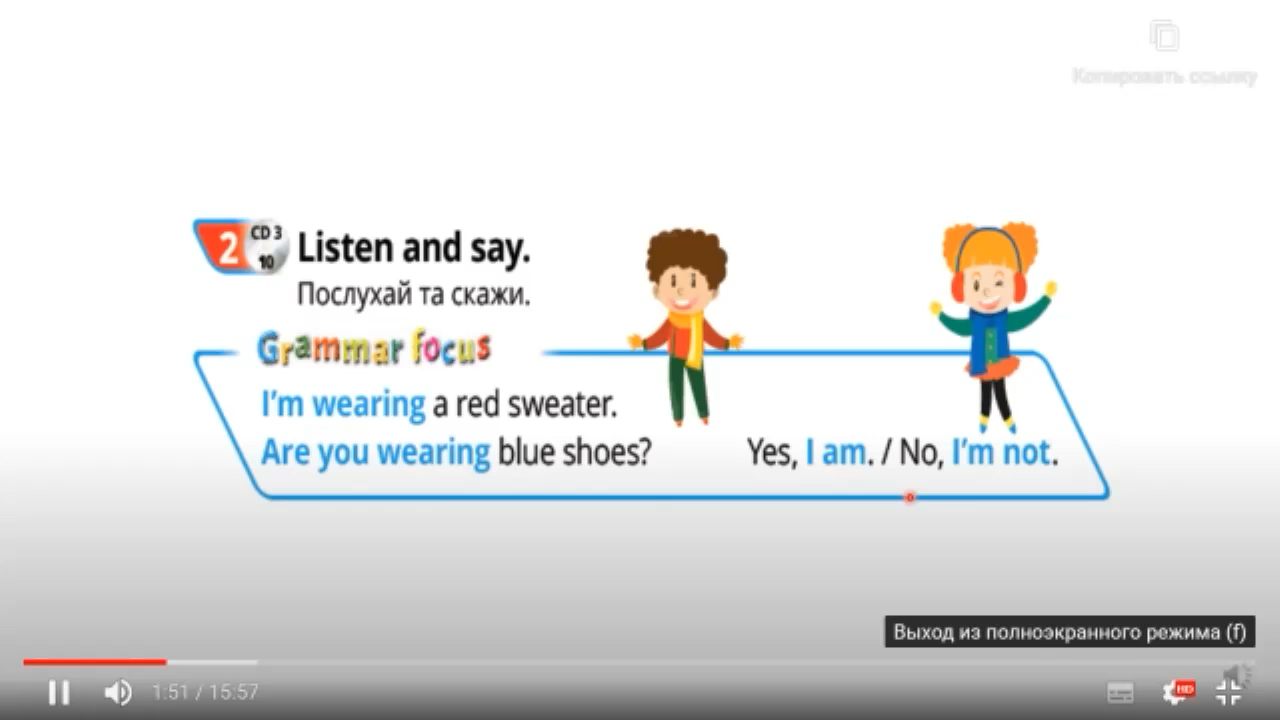 Копировать ссылку
2 CD 3 10 Listen and say.
Послухай та скажи.
Grammar focus
I'm wearing a red sweater.
Are you wearing blue shoes? Yes, I am. / No, I'm not.
Выход из полноэкранного режима (f)
1:51 / 15:57
HD